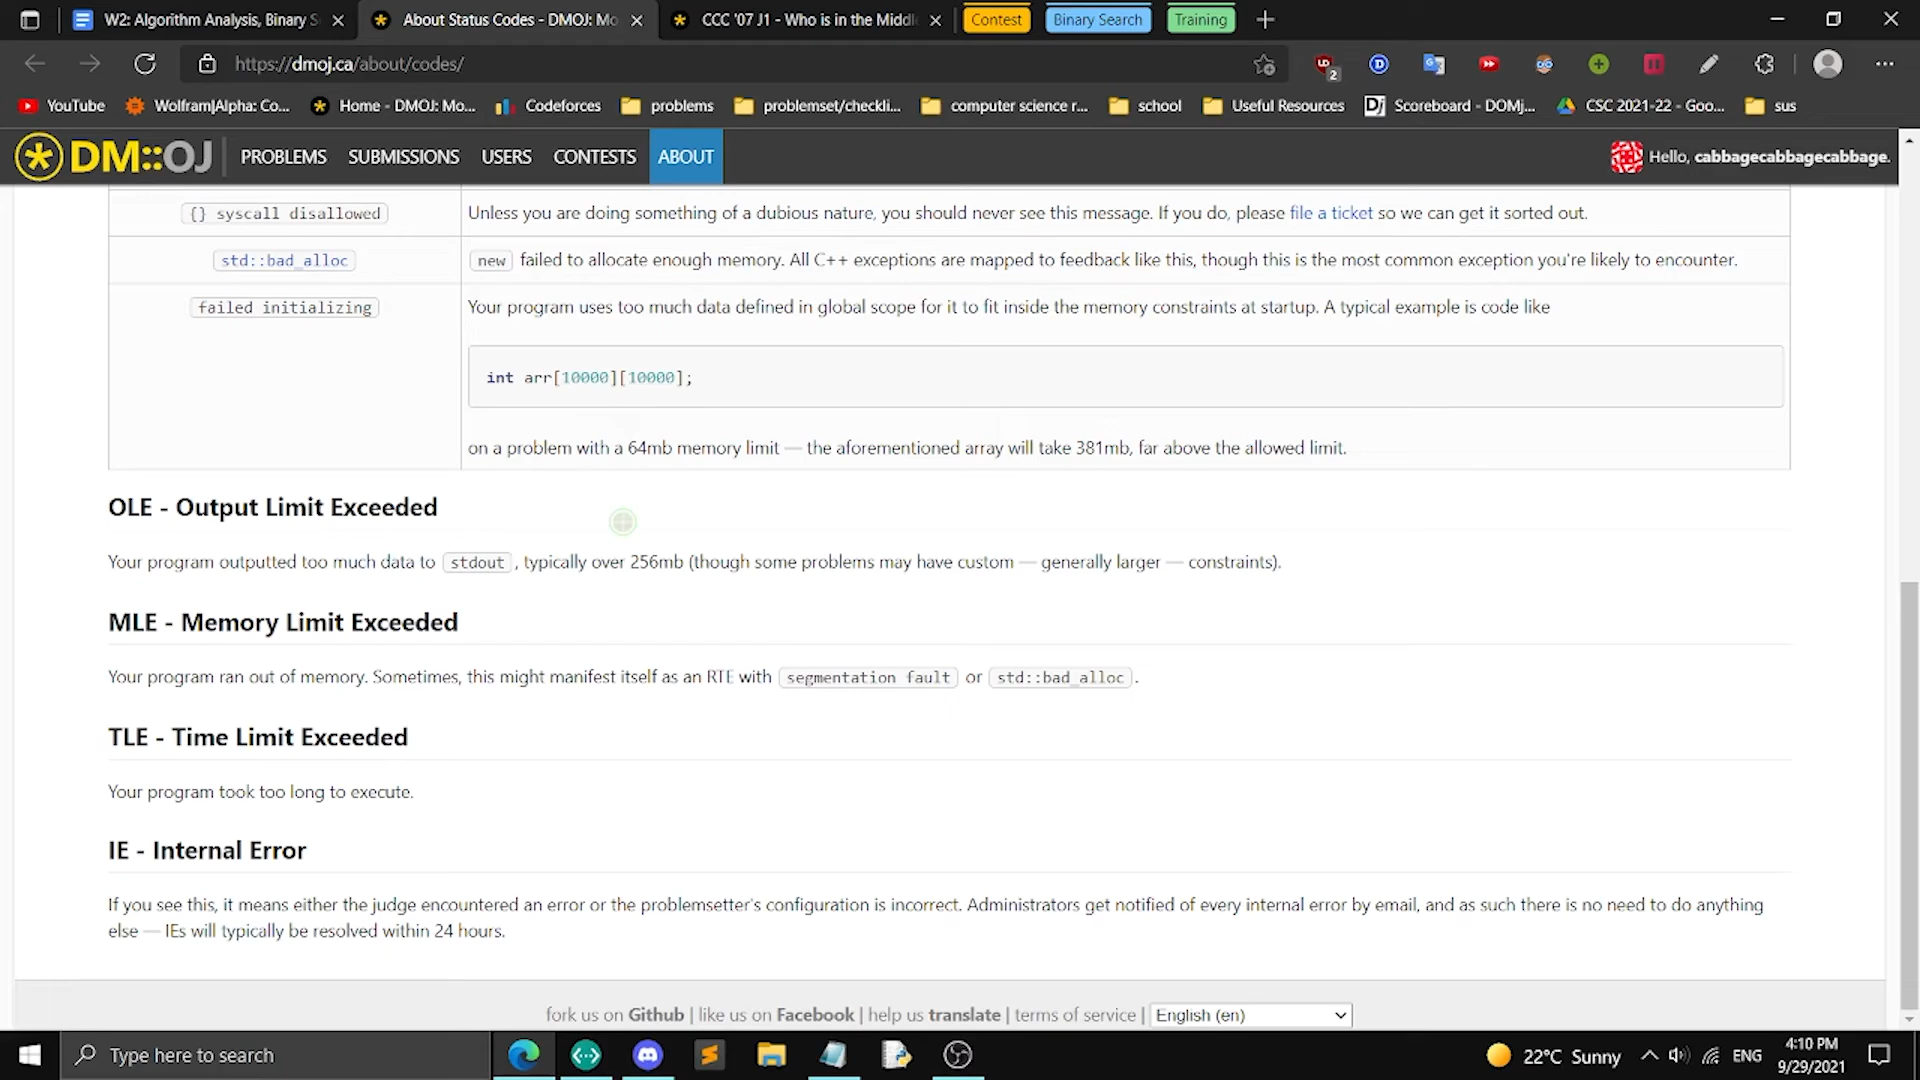 W2: Algorithm Analysis, Binary S
About Status Codes - DMOJ: Mo
CCC '07 J1 - Who is in the Middl
Contest
Binary Search
Training
https://dmoj.ca/about/codes/
2
YouTube
Wolfram|Alpha: Co...
Home - DMOJ: Mo...
Codeforces
problems
problemset/checkli...
computer science r...
school
Useful Resources
Scoreboard - DOMj...
CSC 2021-22 - Goo...
sus
DM::OJ
PROBLEMS
SUBMISSIONS
USERS
CONTESTS
ABOUT
Hello, cabbagecabbagecabbage.
{} syscall disallowed
Unless you are doing something of a dubious nature, you should never see this message. If you do, please file a ticket so we can get it sorted out.
std::bad_alloc
new failed to allocate enough memory. All C++ exceptions are mapped to feedback like this, though this is the most common exception you're likely to encounter.
failed initializing
Your program uses too much data defined in global scope for it to fit inside the memory constraints at startup. A typical example is code like
int arr[10000][10000];
on a problem with a 64mb memory limit — the aforementioned array will take 381mb, far above the allowed limit.
OLE - Output Limit Exceeded
Your program outputted too much data to stdout, typically over 256mb (though some problems may have custom — generally larger — constraints).
MLE - Memory Limit Exceeded
Your program ran out of memory. Sometimes, this might manifest itself as an RTE with segmentation fault or std::bad_alloc.
TLE - Time Limit Exceeded
Your program took too long to execute.
IE - Internal Error
If you see this, it means either the judge encountered an error or the problemsetter's configuration is incorrect. Administrators get notified of every internal error by email, and as such there is no need to do anything
else — IEs will typically be resolved within 24 hours.
fork us on Github | like us on Facebook | help us translate | terms of service | English (en)
Type here to search
22°C Sunny
ENG
4:10 PM
9/29/2021